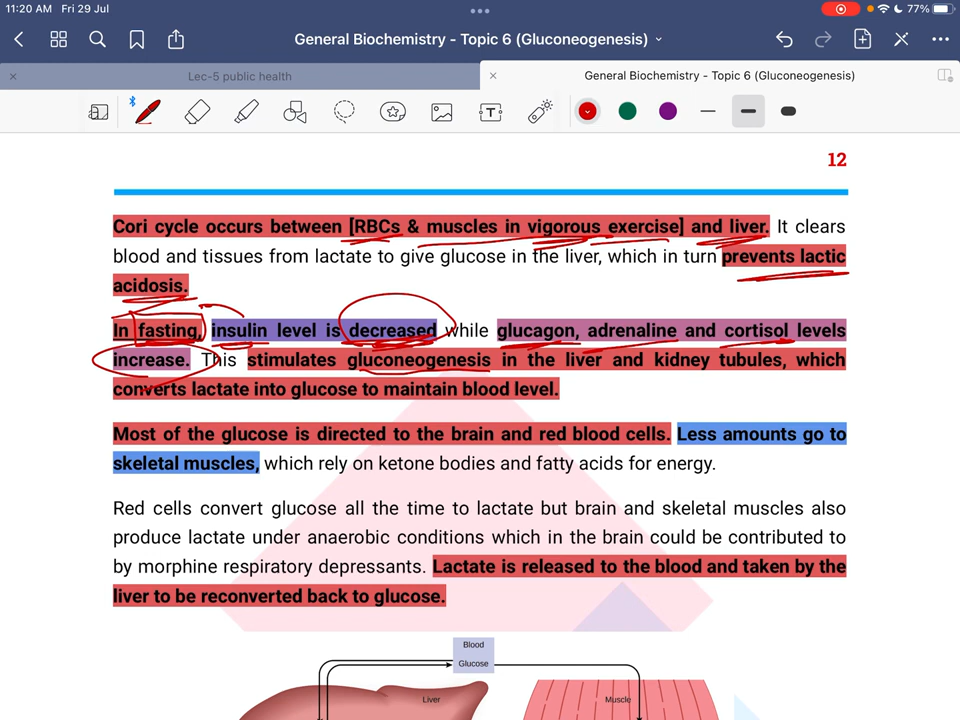 11:20 AM Fri 29 Jul
77%
General Biochemistry - Topic 6 (Gluconeogenesis)
Lec-5 public health
General Biochemistry - Topic 6 (Gluconeogenesis)
12
Cori cycle occurs between [RBCs & muscles in vigorous exercise] and liver. It clears
blood and tissues from lactate to give glucose in the liver, which in turn prevents lactic
acidosis.
In fasting, insulin level is decreased while glucagon, adrenaline and cortisol levels
increase. This stimulates gluconeogenesis in the liver and kidney tubules, which
converts lactate into glucose to maintain blood level.
Most of the glucose is directed to the brain and red blood cells. Less amounts go to
skeletal muscles, which rely on ketone bodies and fatty acids for energy.
Red cells convert glucose all the time to lactate but brain and skeletal muscles also
produce lactate under anaerobic conditions which in the brain could be contributed to
by morphine respiratory depressants. Lactate is released to the blood and taken by the
liver to be reconverted back to glucose.
Blood
Glucose
Liver
Muscle